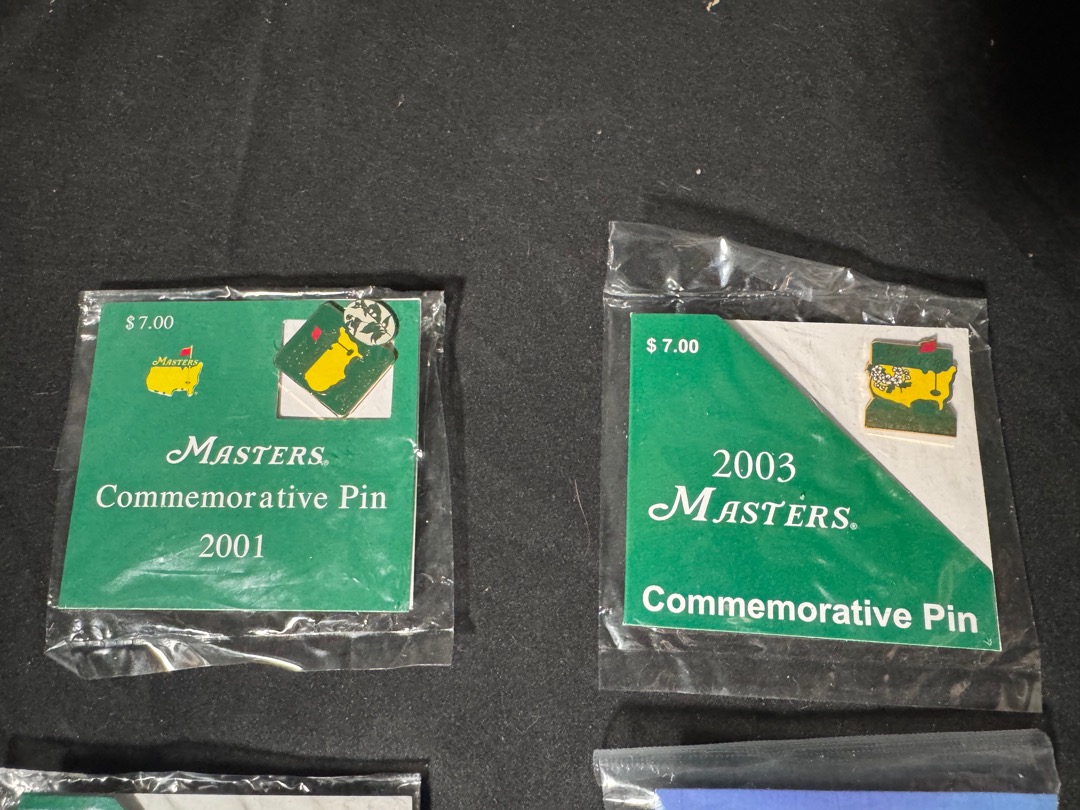 $ 7.00
MASTERS
MASTERS®
Commemorative Pin
2001
$ 7.00
2003
MASTERS®
Commemorative Pin